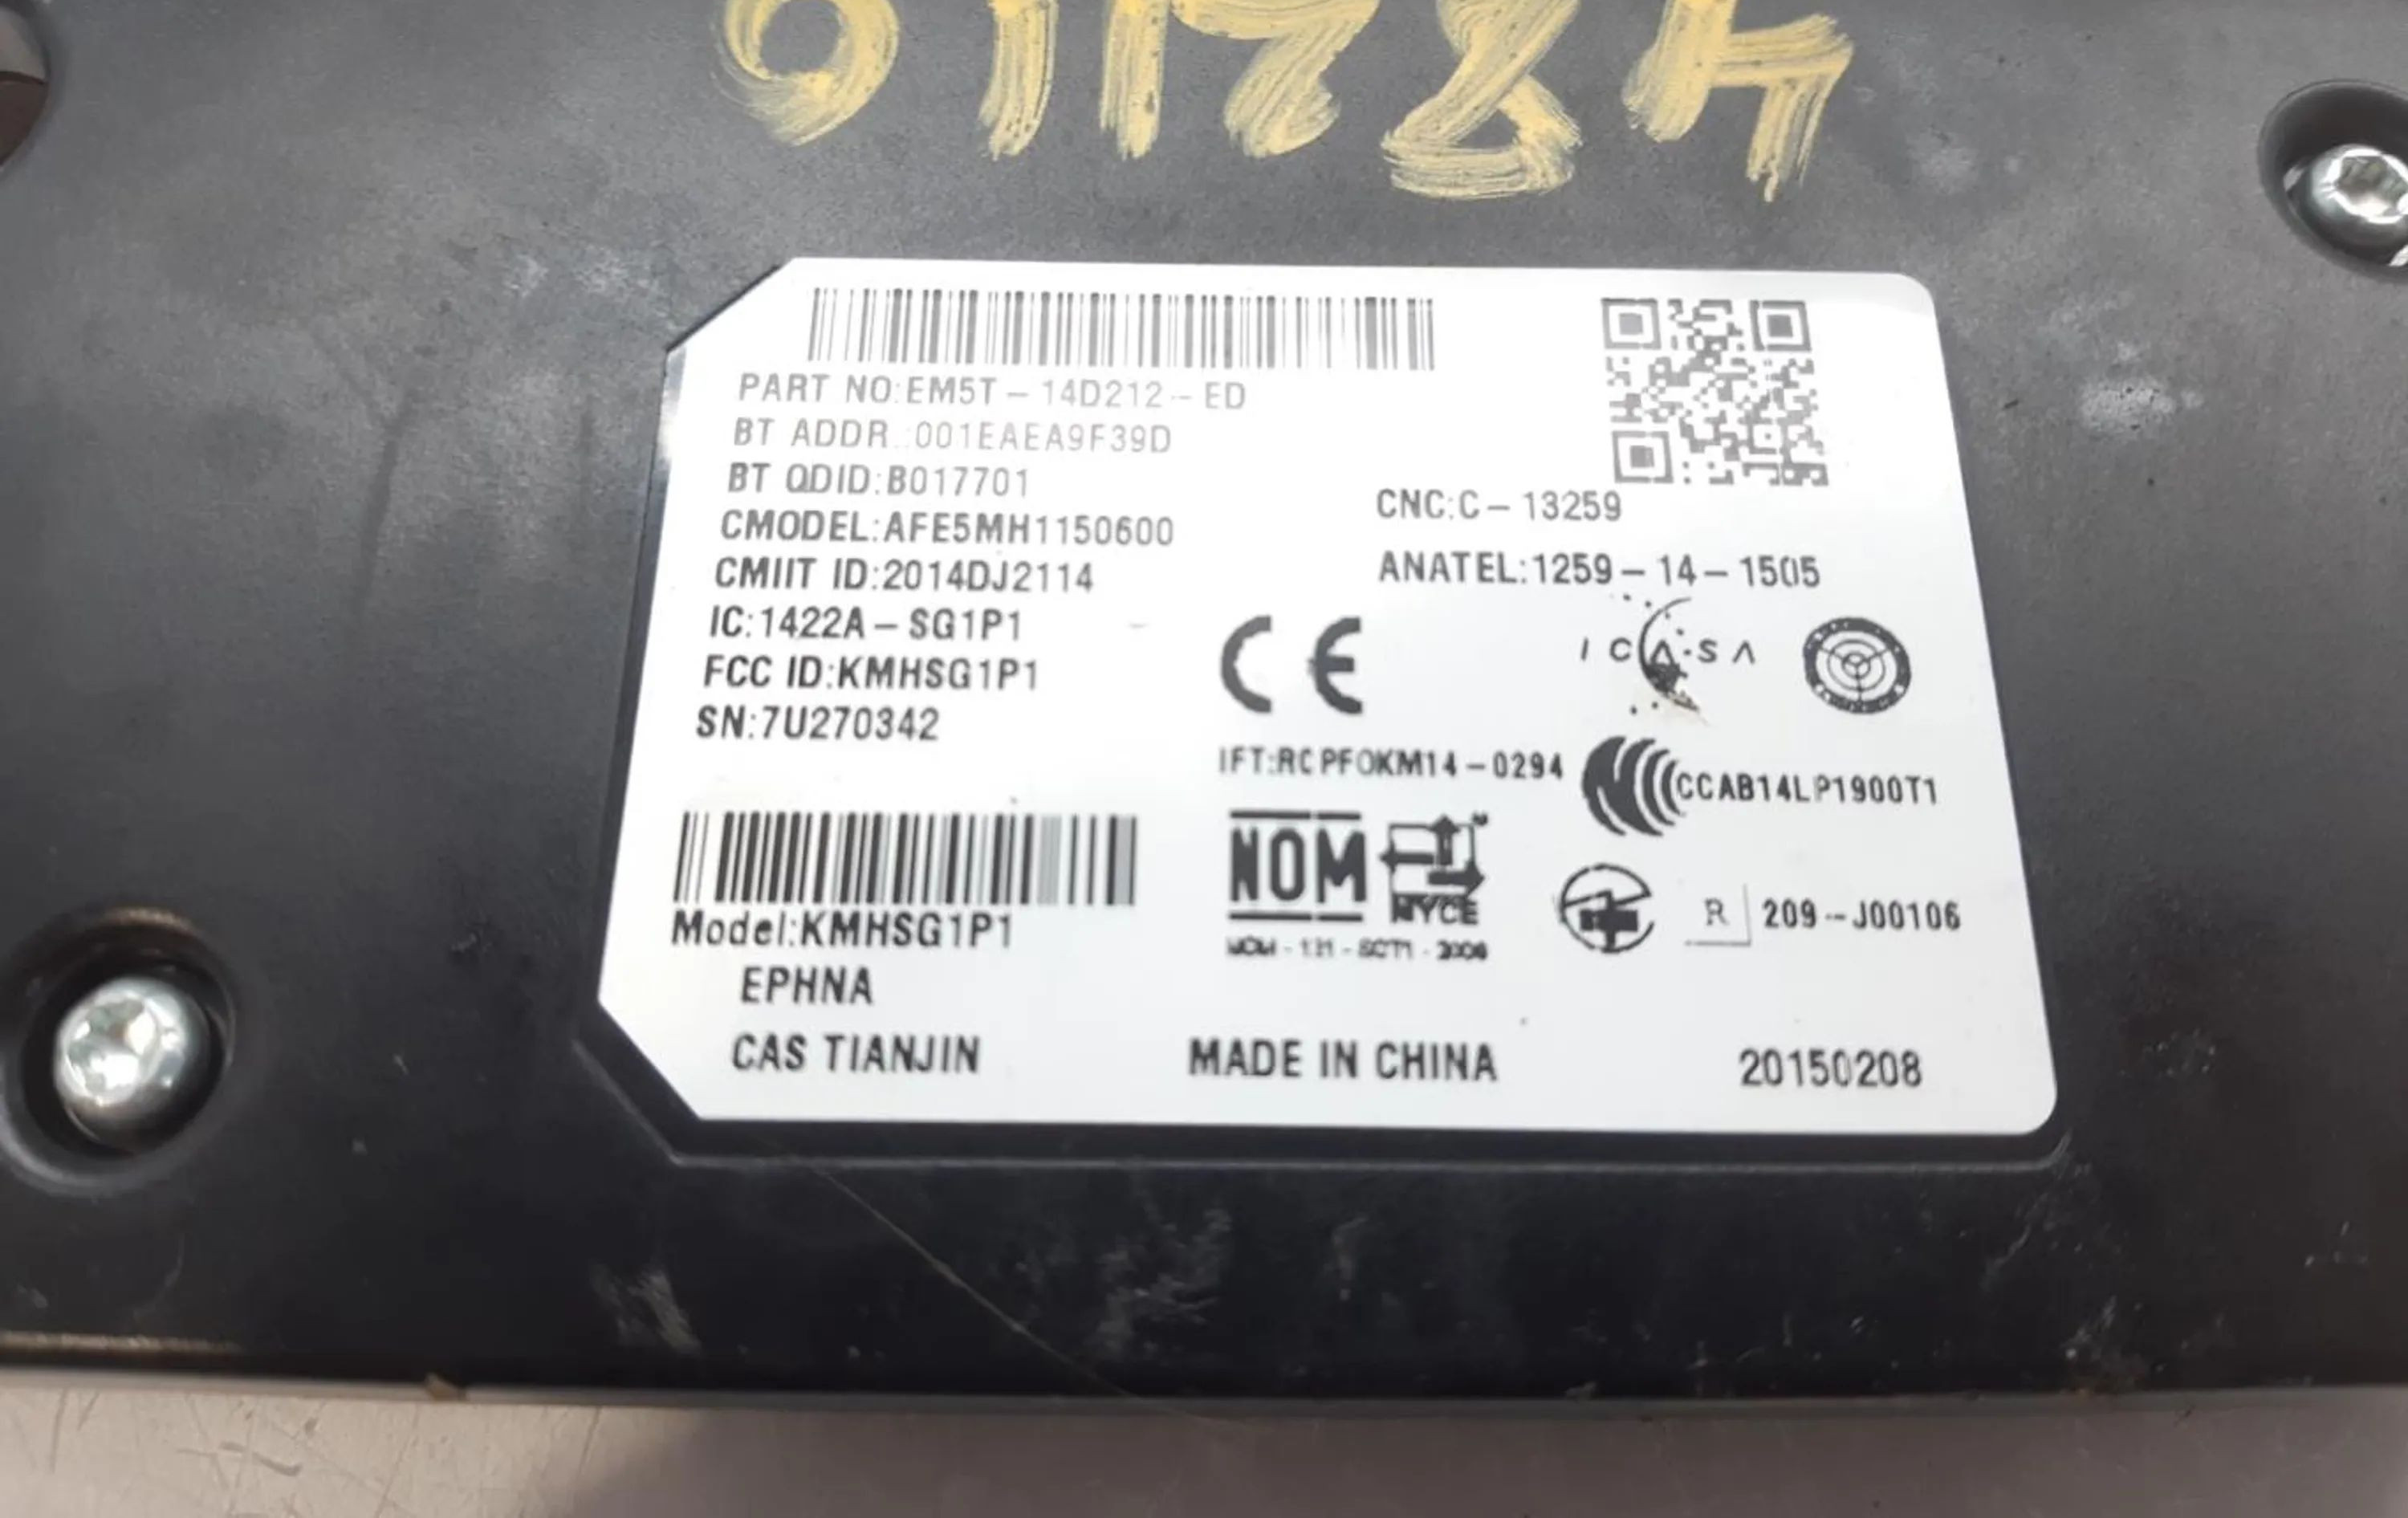 PART NO:EM5T-14D212-ED
BT ADDR.:001EAEA9F39D
BT QDID:B017701
CMODEL:AFE5MH1150600
CMIIT ID:2014DJ2114
IC:1422A-SG1P1
FCC ID:KMHSG1P1
SN:7U270342
CNC:C-13259
ANATEL:1259-14-1505
CE
ICASA
IFT:RCPFOKM14-0294
CCAB14LP1900T1
NOM
NYCE
R 209-J00106
Model:KMHSG1P1
EPHNA
CAS TIANJIN
MADE IN CHINA
20150208